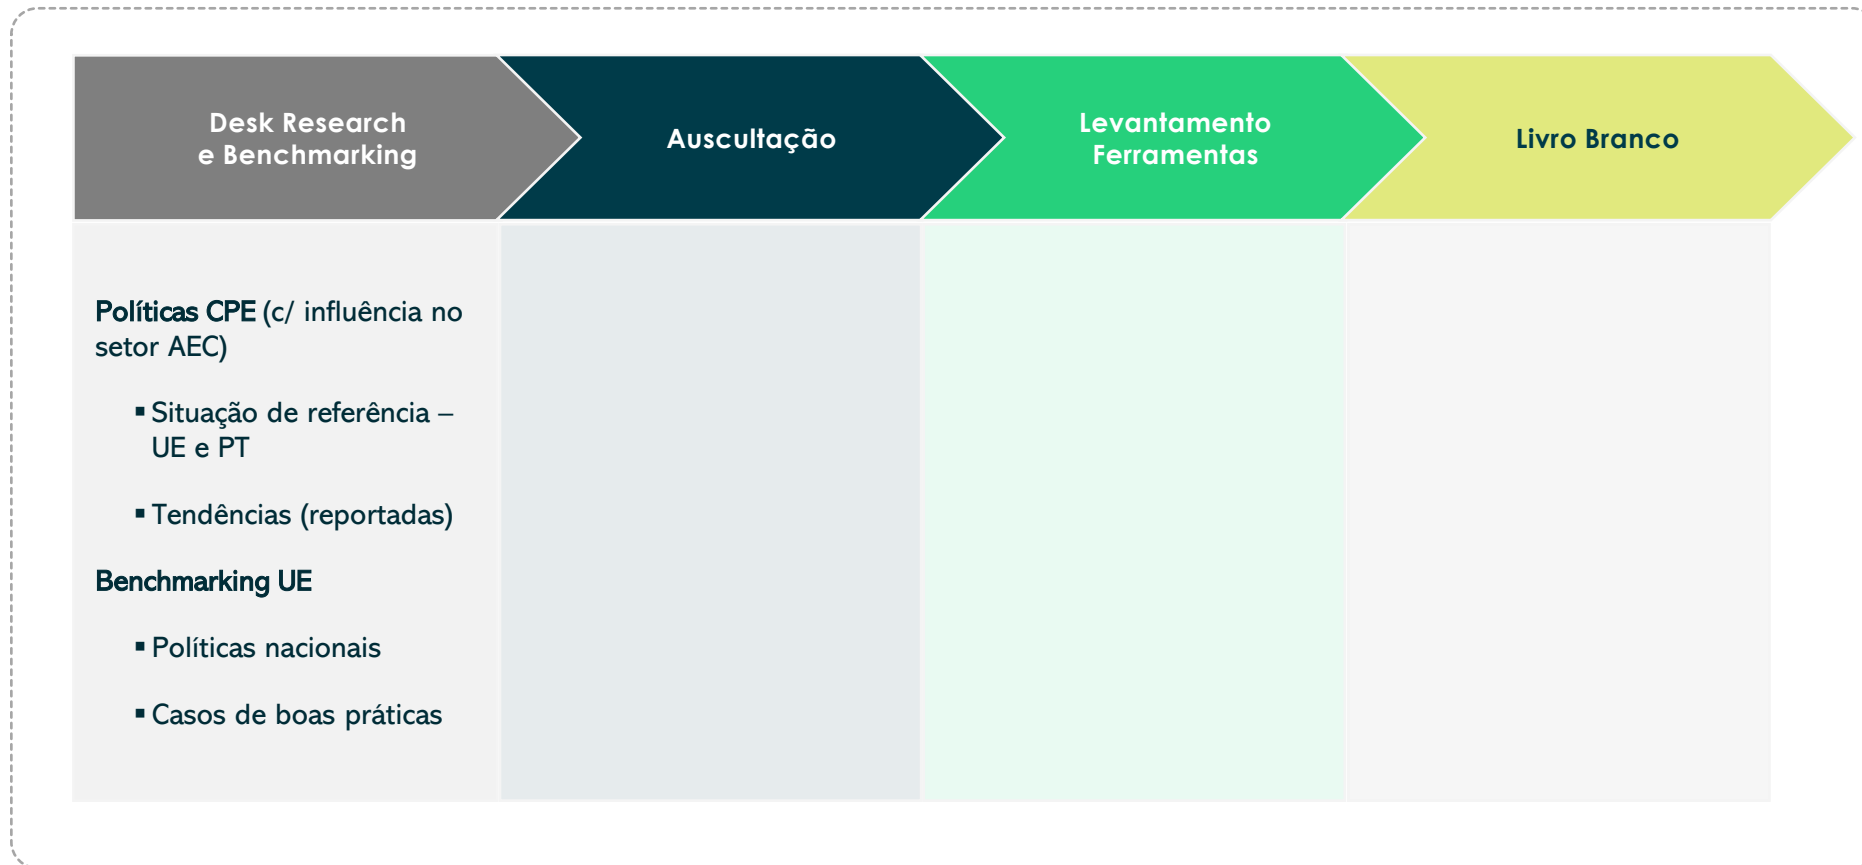 Desk Research
e Benchmarking
Auscultação
Levantamento
Ferramentas
Livro Branco
Políticas CPE (c/ influência no
setor AEC)
▪ Situação de referência –
UE e PT
▪ Tendências (reportadas)
Benchmarking UE
▪ Políticas nacionais
▪ Casos de boas práticas